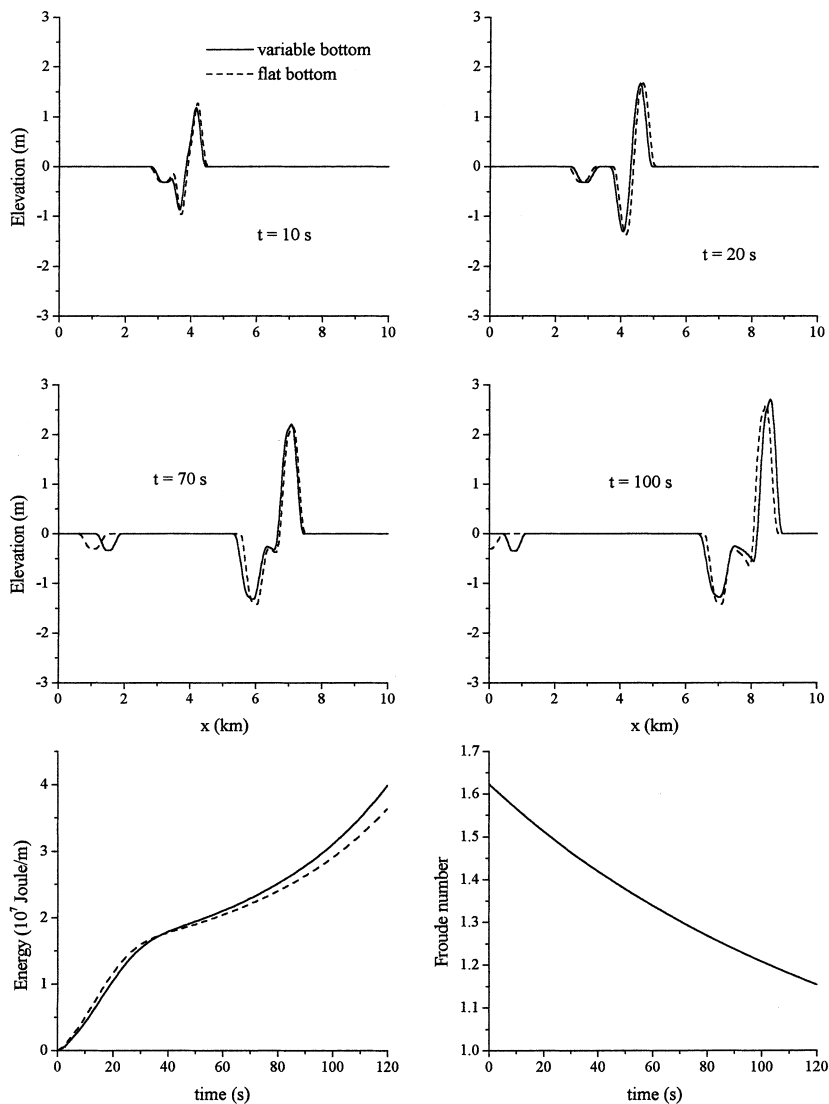 3
2
1
0
-1
-2
-3
Elevation (m)
variable bottom
flat bottom
t = 10 s
0 2 4 6 8 10
3
2
1
0
-1
-2
-3
t = 20 s
0 2 4 6 8 10
3
2
1
0
-1
-2
-3
Elevation (m)
t = 70 s
0 2 4 6 8 10
x (km)
3
2
1
0
-1
-2
-3
t = 100 s
0 2 4 6 8 10
x (km)
4
3
2
1
0
Energy (10⁷ Joule/m)
0 20 40 60 80 100 120
time (s)
1.7
1.6
1.5
1.4
1.3
1.2
1.1
1.0
Froude number
0 20 40 60 80 100 120
time (s)